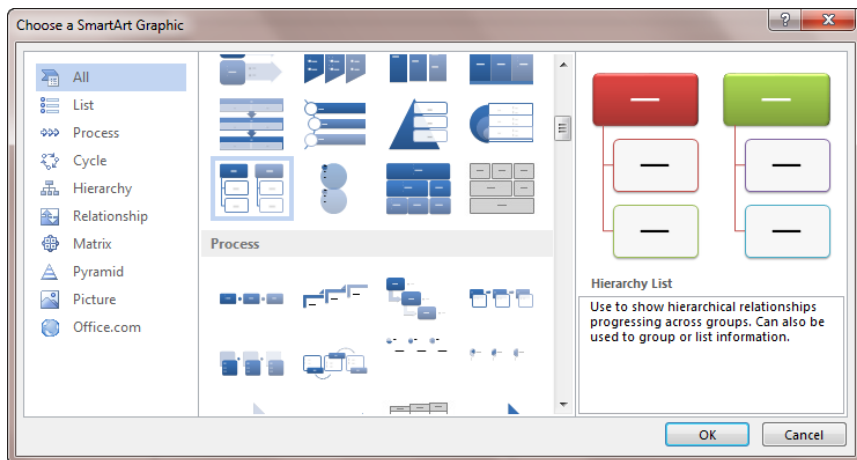 Choose a SmartArt Graphic
?
X
All
List
Process
Cycle
Hierarchy
Relationship
Matrix
Pyramid
Picture
Office.com
Process
Hierarchy List
Use to show hierarchical relationships
progressing across groups. Can also be
used to group or list information.
OK
Cancel